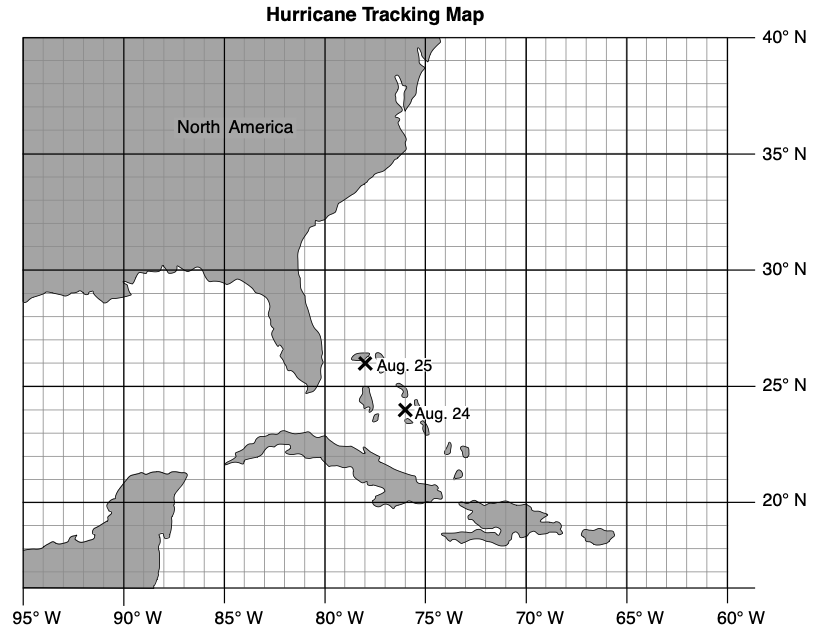 Hurricane Tracking Map
40° N
North America
35° N
30° N
Aug. 25
25° N
Aug. 24
20° N
95° W 90° W 85° W 80° W 75° W 70° W 65° W 60° W